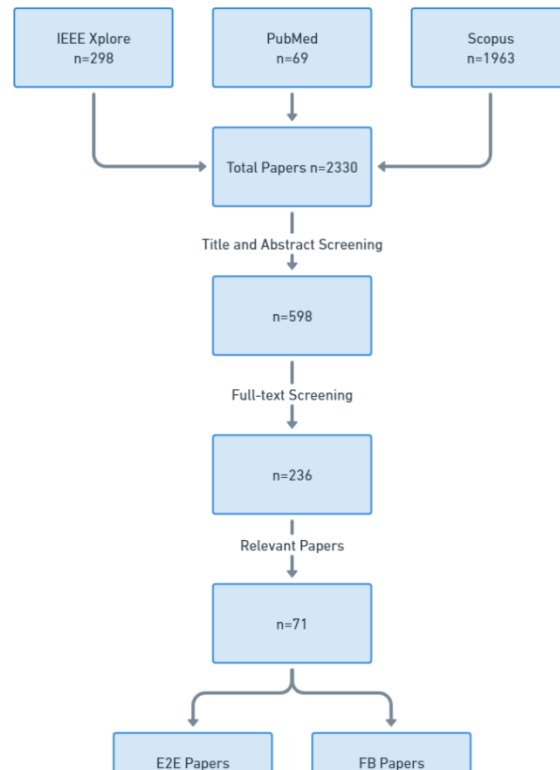 IEEE Xplore
n=298
PubMed
n=69
Scopus
n=1963
Total Papers n=2330
Title and Abstract Screening
n=598
Full-text Screening
n=236
Relevant Papers
n=71
E2E Papers
FB Papers